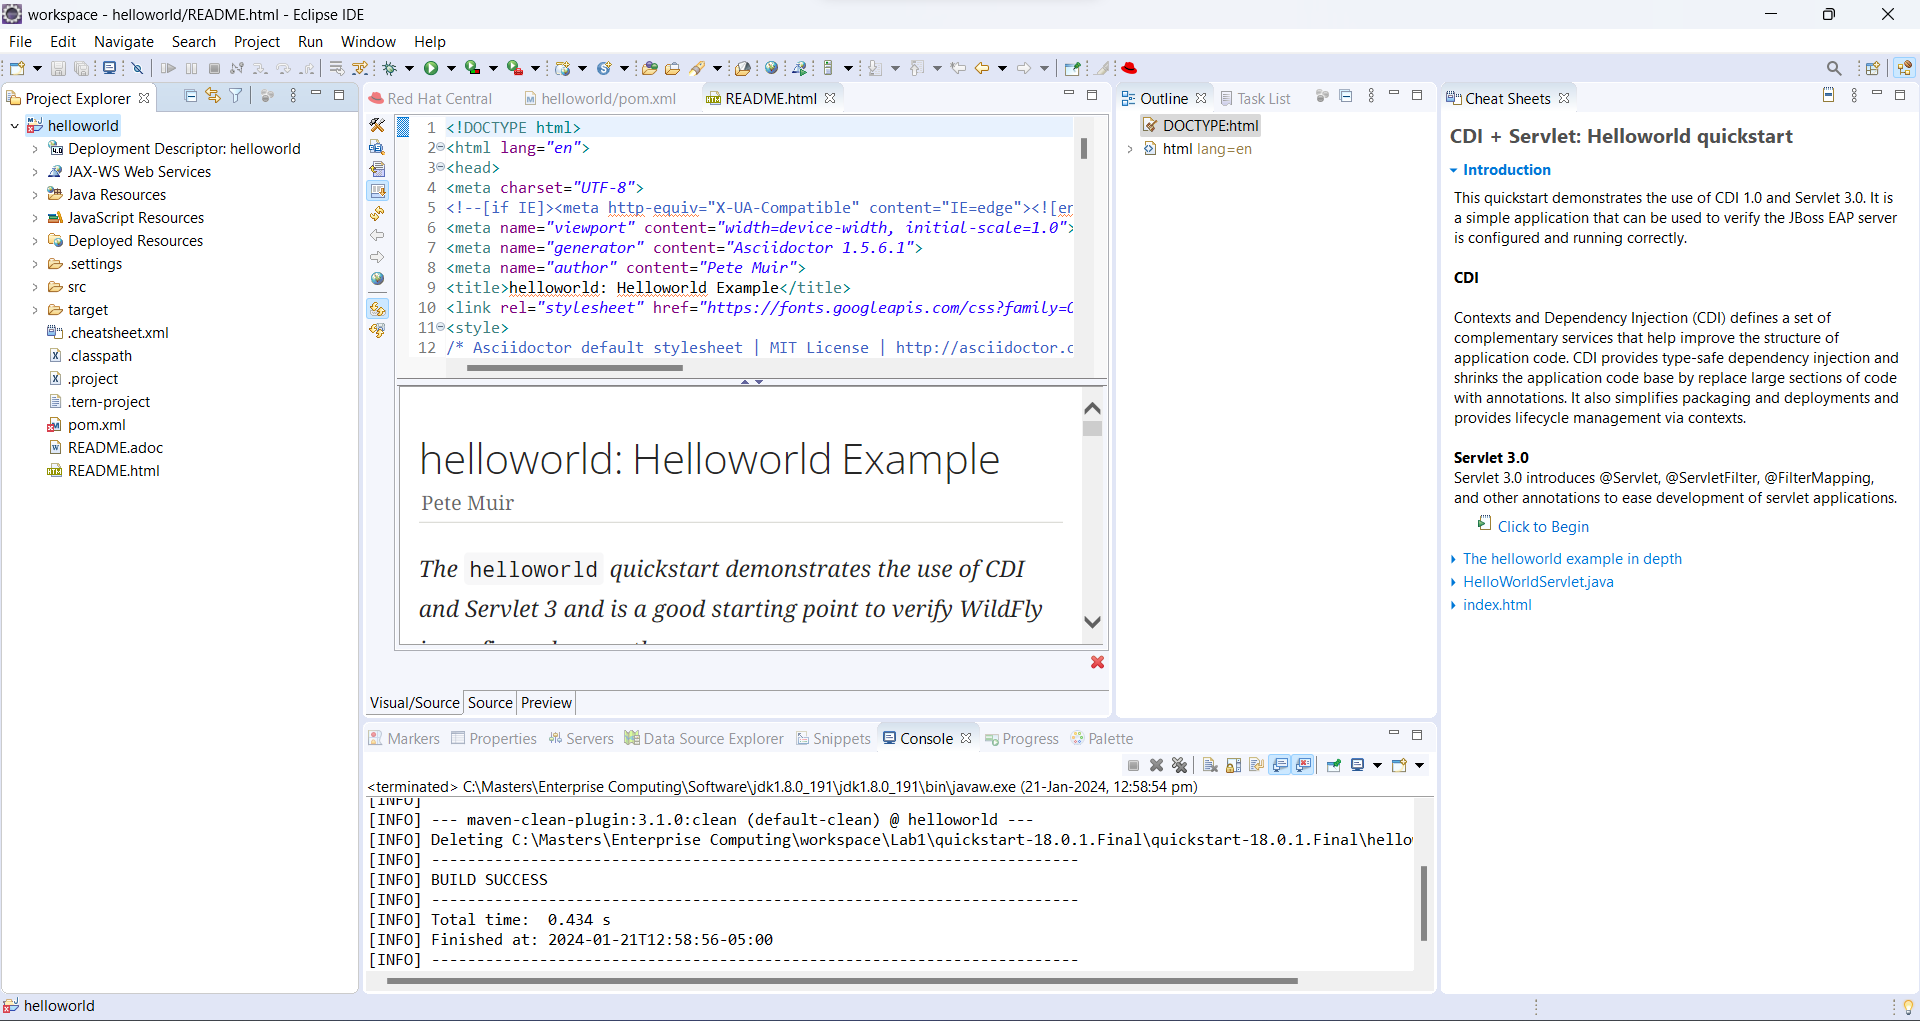 workspace - helloworld/README.html - Eclipse IDE
File Edit Navigate Search Project Run Window Help
Project Explorer
helloworld
Deployment Descriptor: helloworld
JAX-WS Web Services
Java Resources
JavaScript Resources
Deployed Resources
.settings
src
target
.cheatsheet.xml
.classpath
.project
.tern-project
pom.xml
README.adoc
README.html
Red Hat Central helloworld/pom.xml README.html
1 <!DOCTYPE html>
2 <html lang="en">
3 <head>
4 <meta charset="UTF-8">
5 <!--[if IE]><meta http-equiv="X-UA-Compatible" content="IE=edge"><![en
6 <meta name="viewport" content="width=device-width, initial-scale=1.0">
7 <meta name="generator" content="Asciidoctor 1.5.6.1">
8 <meta name="author" content="Pete Muir">
9 <title>helloworld: Helloworld Example</title>
10 <link rel="stylesheet" href="https://fonts.googleapis.com/css?family=O
11 <style>
12 /* Asciidoctor default stylesheet | MIT License | http://asciidoctor.o
helloworld: Helloworld Example
Pete Muir
The helloworld quickstart demonstrates the use of CDI
and Servlet 3 and is a good starting point to verify WildFly
Visual/Source Source Preview
Outline Task List
DOCTYPE:html
html lang=en
Cheat Sheets
CDI + Servlet: Helloworld quickstart
Introduction
This quickstart demonstrates the use of CDI 1.0 and Servlet 3.0. It is
a simple application that can be used to verify the JBoss EAP server
is configured and running correctly.
CDI
Contexts and Dependency Injection (CDI) defines a set of
complementary services that help improve the structure of
application code. CDI provides type-safe dependency injection and
shrinks the application code base by replace large sections of code
with annotations. It also simplifies packaging and deployments and
provides lifecycle management via contexts.
Servlet 3.0
Servlet 3.0 introduces @Servlet, @ServletFilter, @FilterMapping,
and other annotations to ease development of servlet applications.
Click to Begin
The helloworld example in depth
HelloWorldServlet.java
index.html
Markers Properties Servers Data Source Explorer Snippets Console Progress Palette
<terminated> C:\Masters\Enterprise Computing\Software\jdk1.8.0_191\jdk1.8.0_191\bin\javaw.exe (21-Jan-2024, 12:58:54 pm)
[INFO]
[INFO] --- maven-clean-plugin:3.1.0:clean (default-clean) @ helloworld ---
[INFO] Deleting C:\Masters\Enterprise Computing\workspace\Lab1\quickstart-18.0.1.Final\quickstart-18.0.1.Final\hello
[INFO] ------------------------------------------------------------------------
[INFO] BUILD SUCCESS
[INFO] ------------------------------------------------------------------------
[INFO] Total time:  0.434 s
[INFO] Finished at: 2024-01-21T12:58:56-05:00
[INFO] ------------------------------------------------------------------------
helloworld